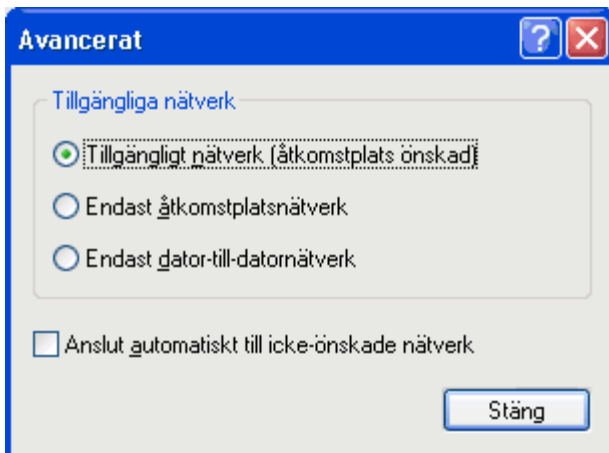 Avancerat
Tillgängliga nätverk
Tillgängligt nätverk (åtkomstplats önskad)
Endast åtkomstplatsnätverk
Endast dator-till-datornätverk
Anslut automatiskt till icke-önskade nätverk
Stäng